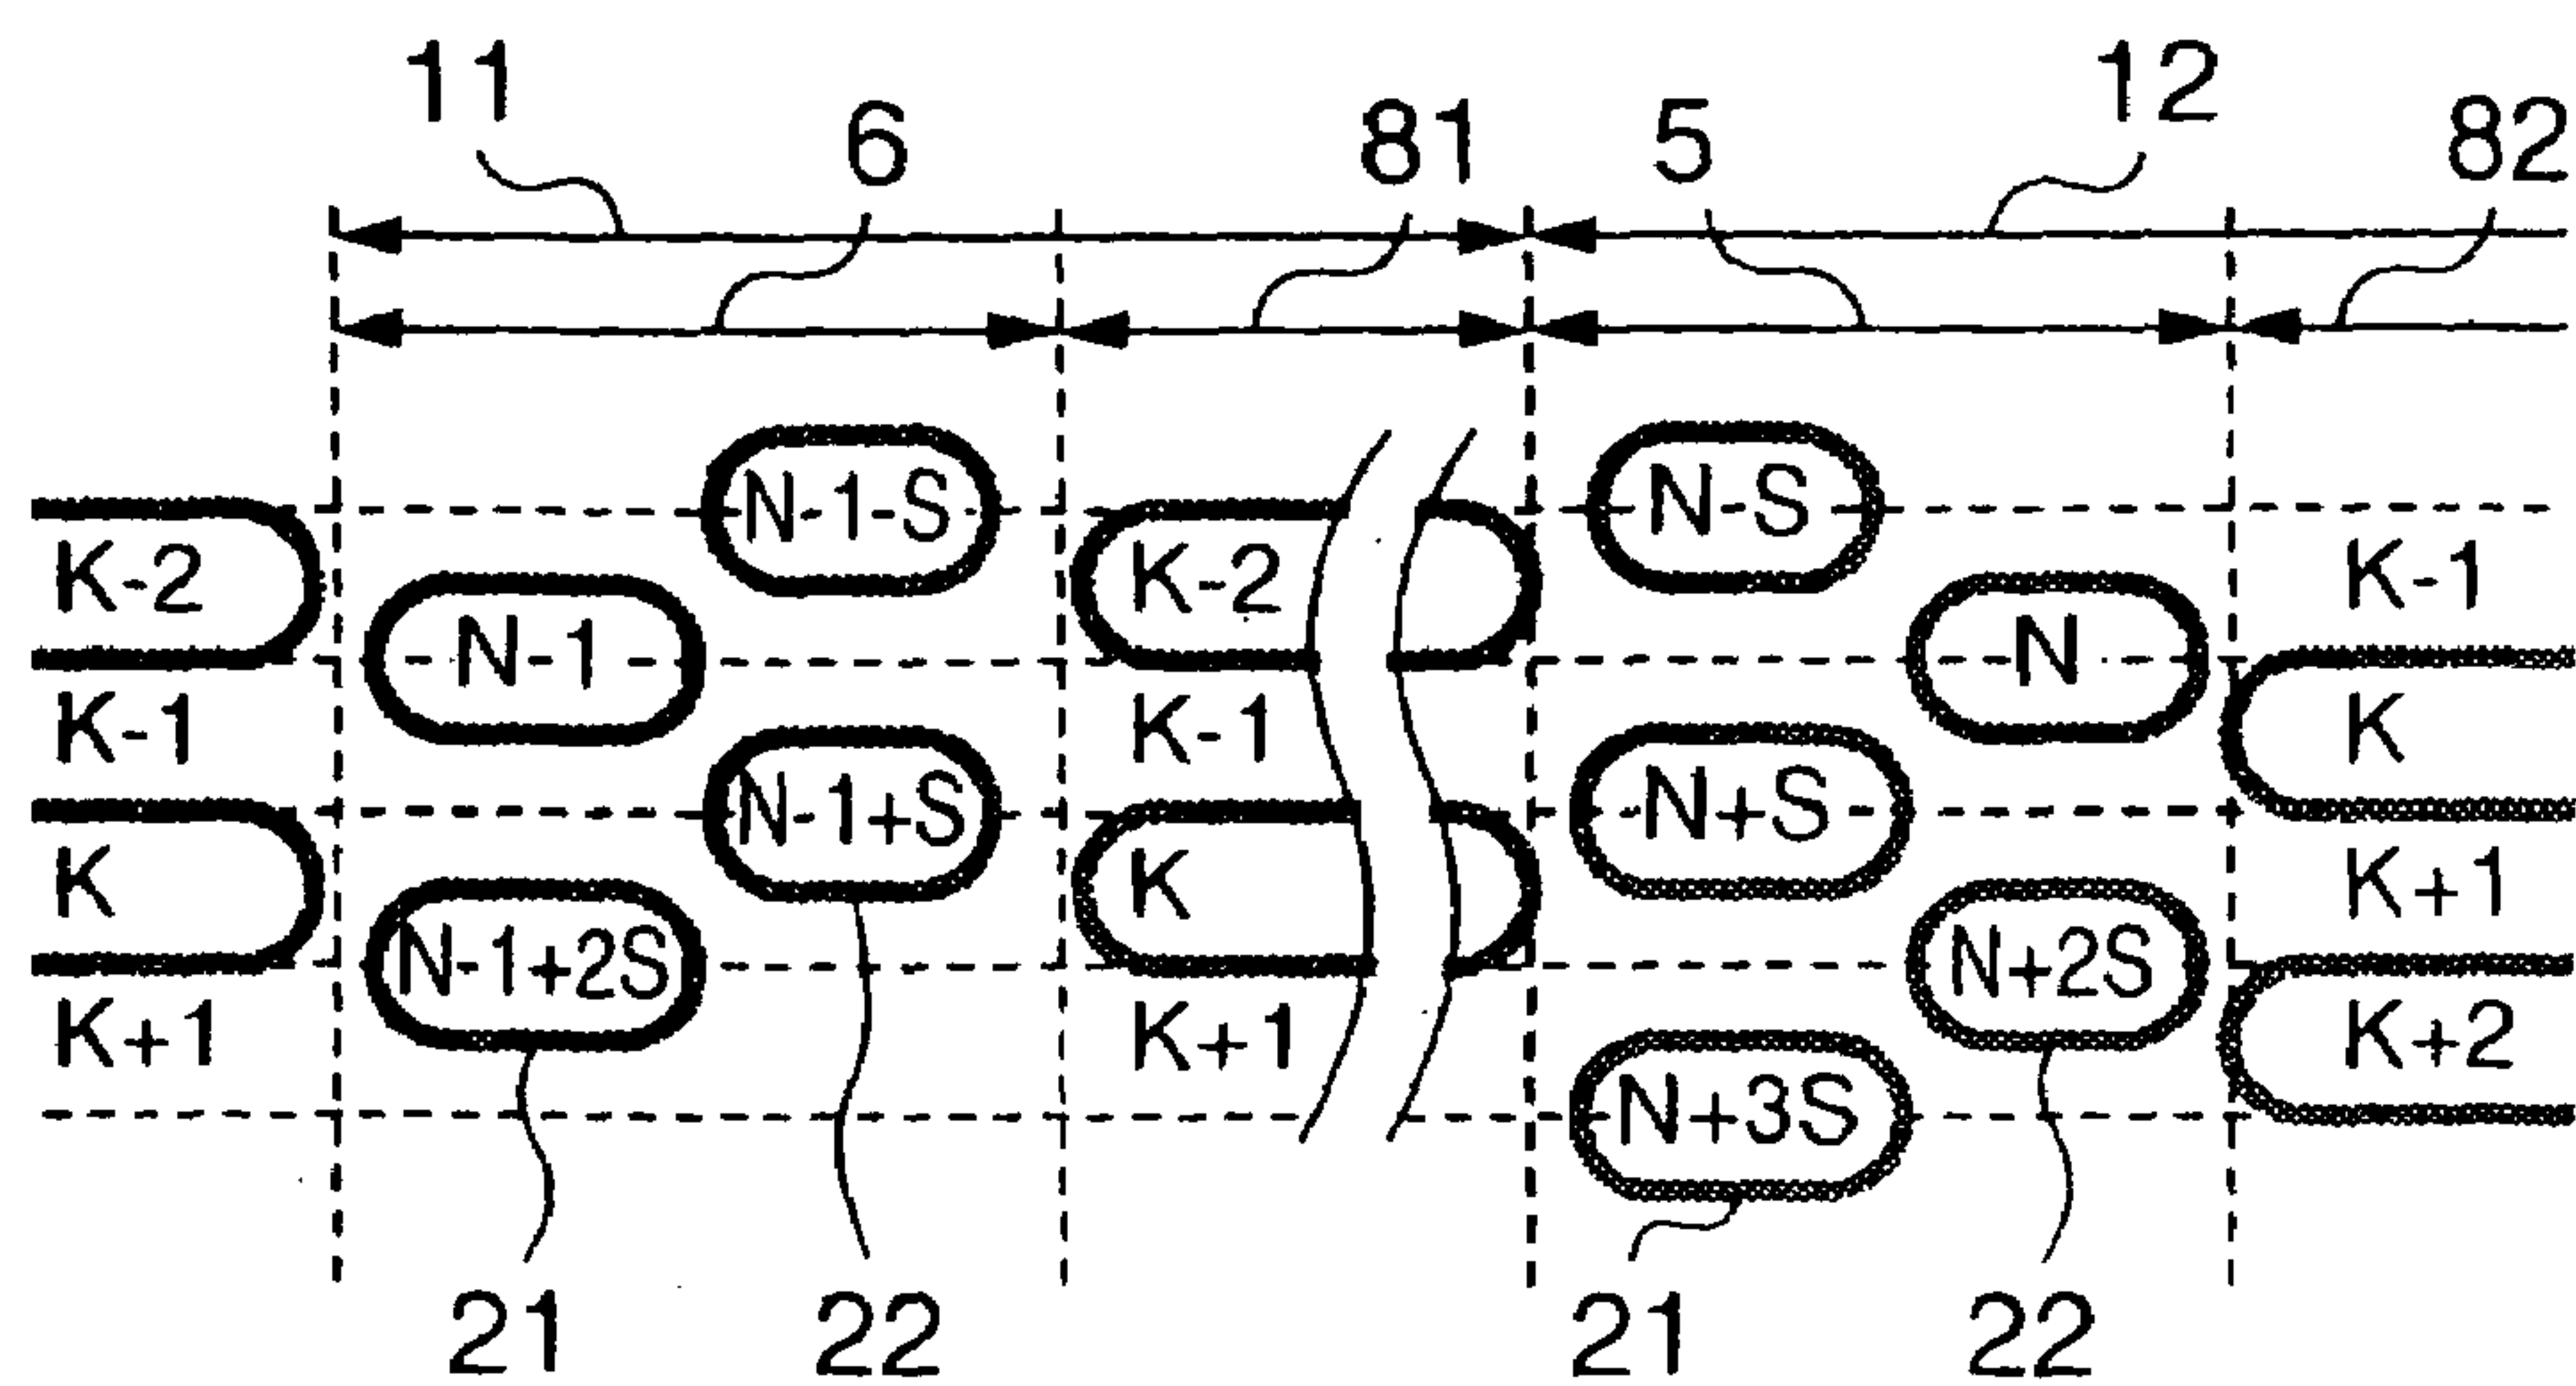 11
12
6
81
5
82
N-1-S
N-S
K-2
K-2
K-1
N-1
N
K-1
K-1
K
N-1+S
N+S
K
K
K+1
N-1+2S
N+2S
K+1
K+1
K+2
N+3S
21
22
21
22